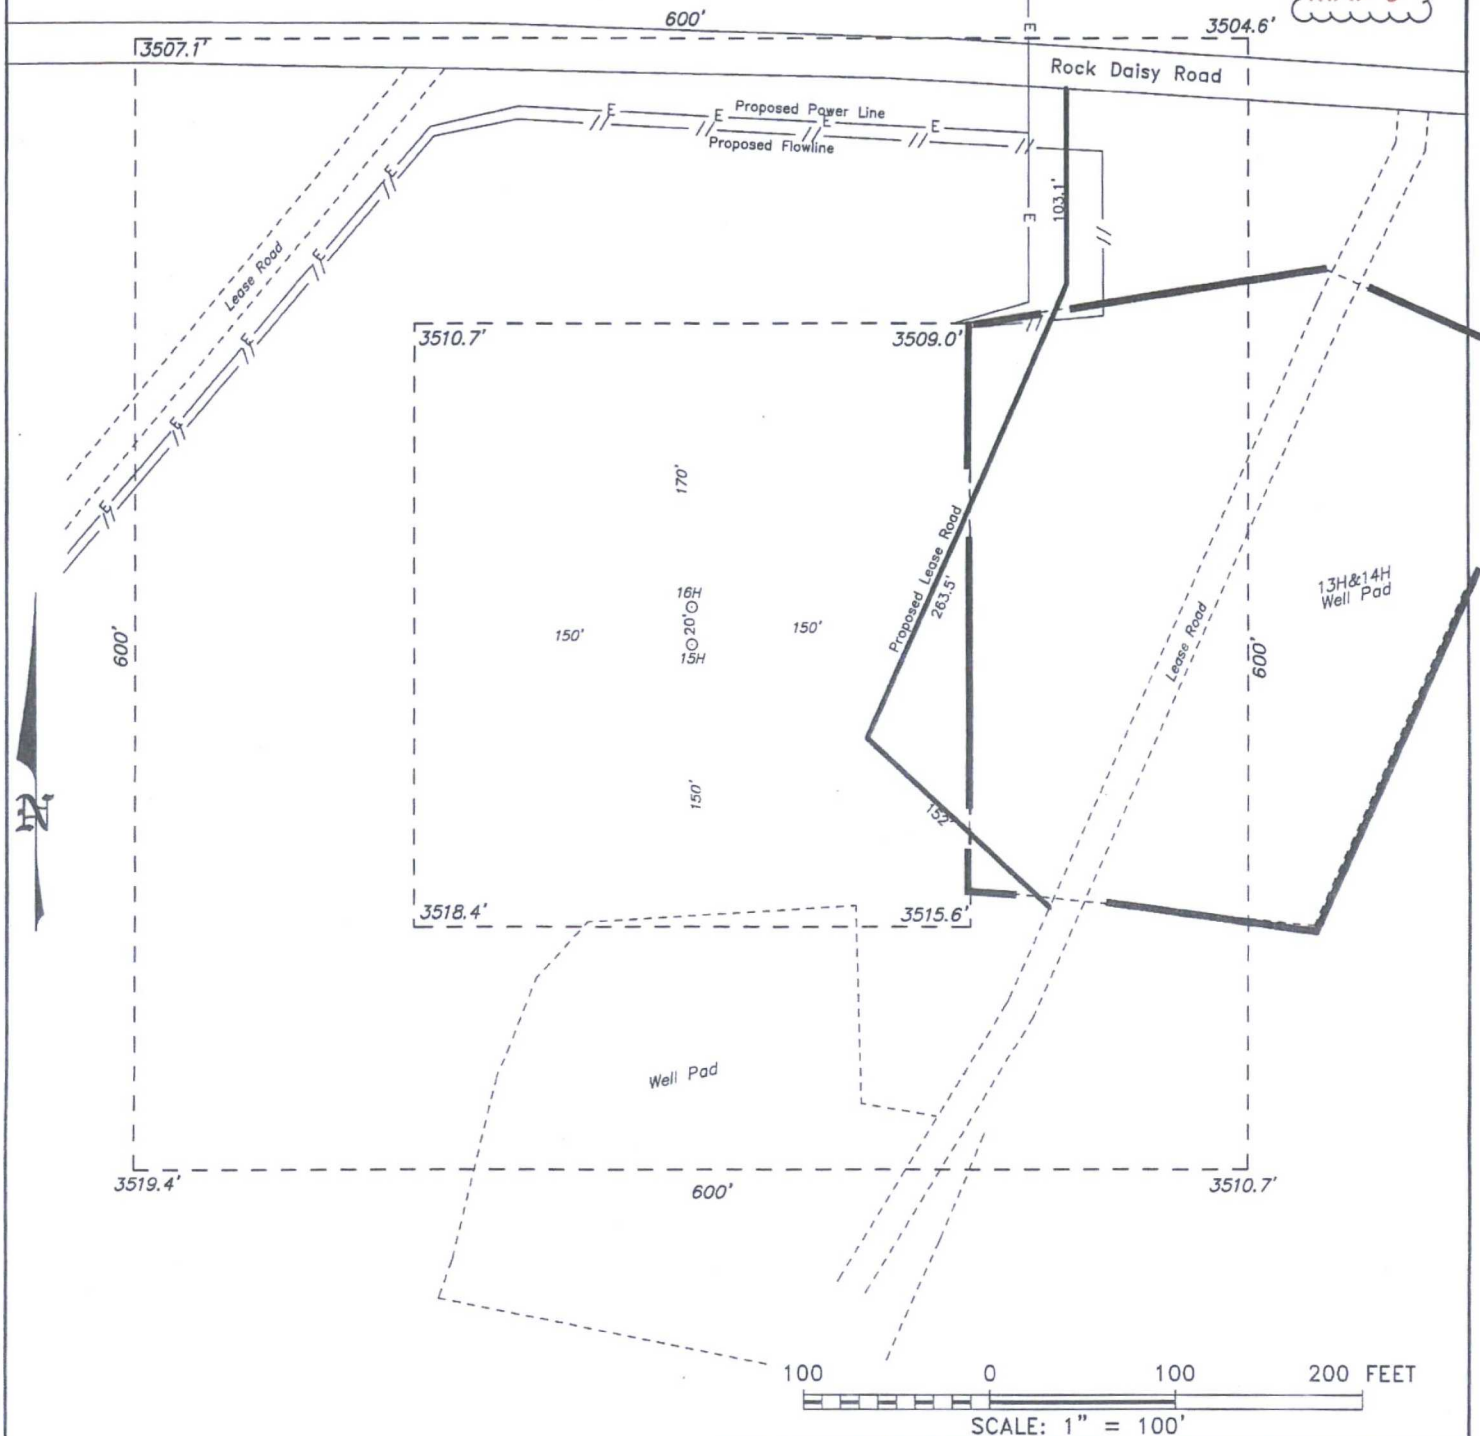 600'
3507.1'
3504.6'
E
Rock Daisy Road
E
E
E
E
Proposed Power Line
Proposed Flowline
103.1'
E
E
E
E
E
E
Lease Road
3510.7'
3509.0'
170'
Proposed Lease Road
263.5'
16H
20'
15H
150'
150'
13H&14H
Well Pad
600'
Lease Road
600'
150'
152'
N
3518.4'
3515.6'
Well Pad
3519.4'
600'
3510.7'
100 0 100 200 FEET
SCALE: 1" = 100'